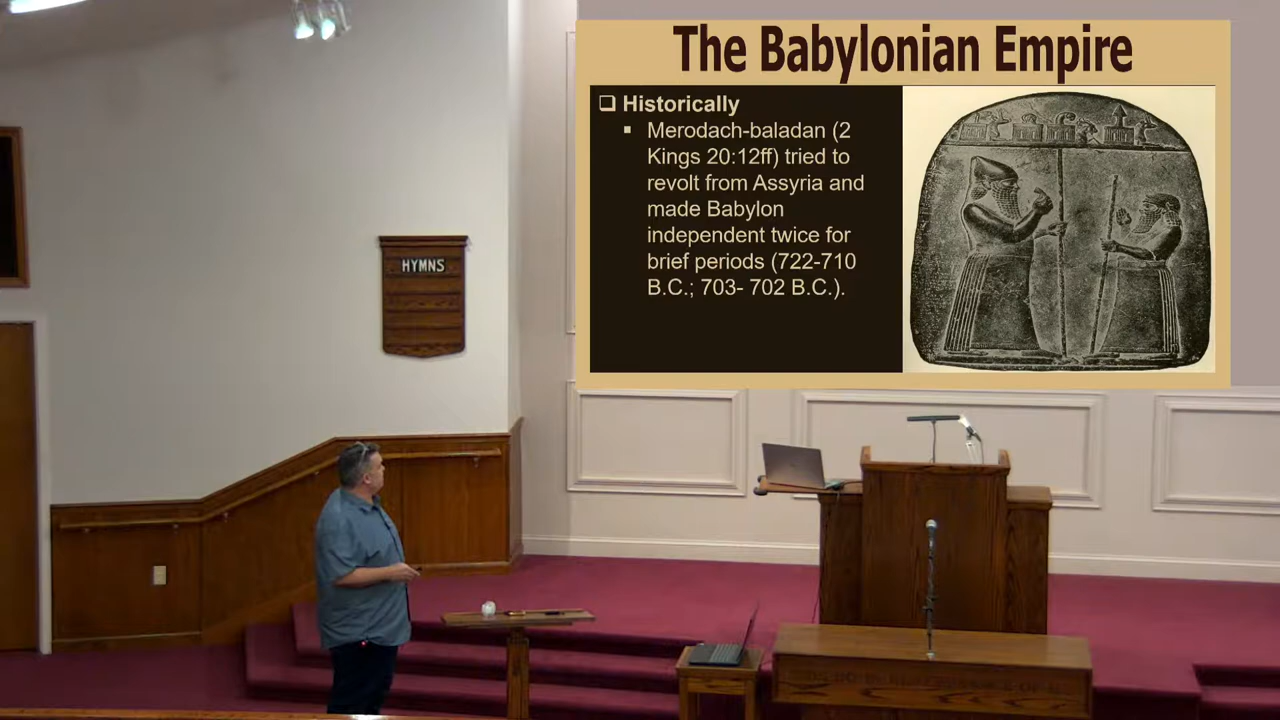 The Babylonian Empire
Historically
Merodach-baladan (2
Kings 20:12ff) tried to
revolt from Assyria and
made Babylon
independent twice for
brief periods (722-710
B.C.; 703- 702 B.C.).
HYMNS